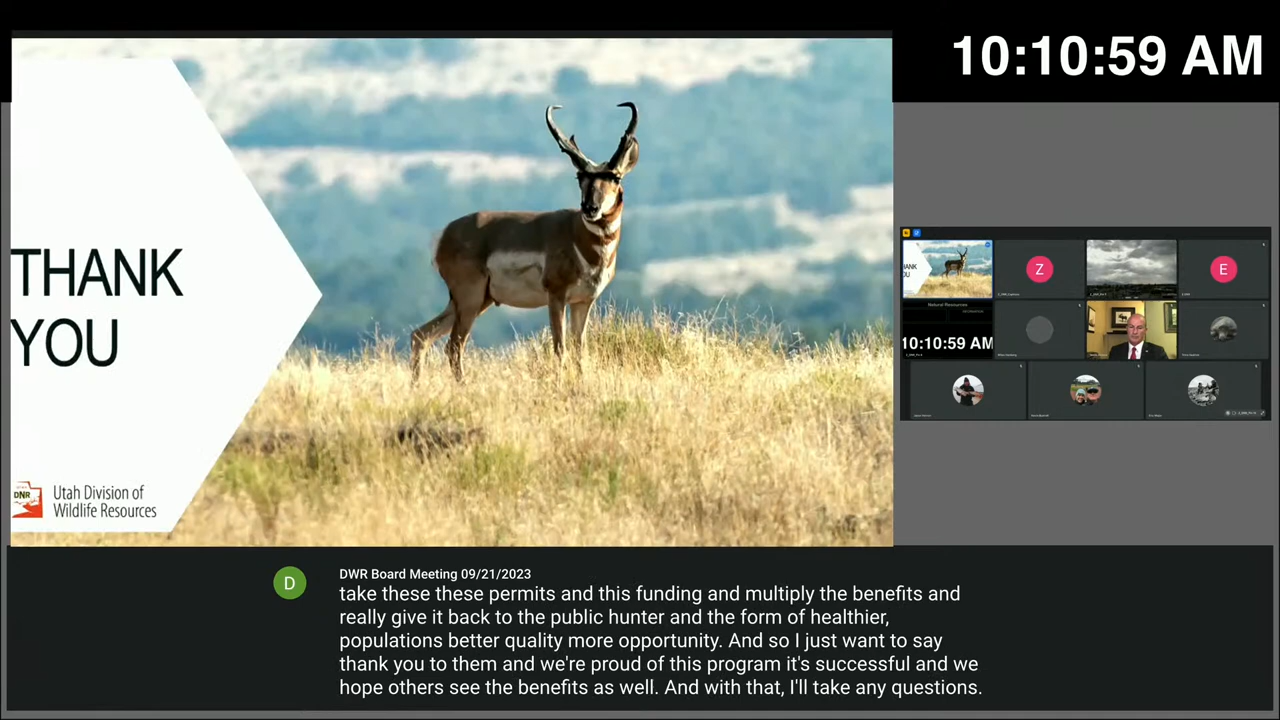 10:10:59 AM
THANK
YOU
DNR
Utah Division of
Wildlife Resources
ANK
OU
Z
E
Natural Resources
10:10:59 AM
D
DWR Board Meeting 09/21/2023
take these these permits and this funding and multiply the benefits and
really give it back to the public hunter and the form of healthier,
populations better quality more opportunity. And so I just want to say
thank you to them and we're proud of this program it's successful and we
hope others see the benefits as well. And with that, I'll take any questions.